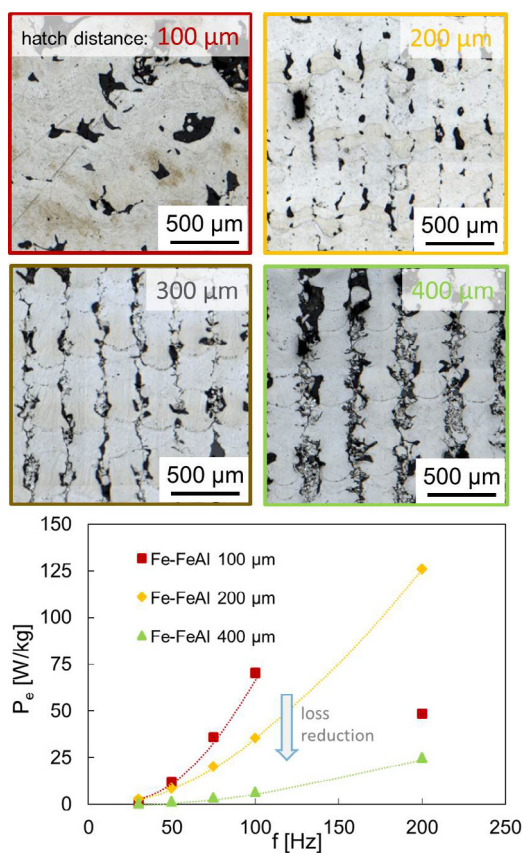 hatch distance: 100 µm
200 µm
500 µm
500 µm
300 µm
400 µm
500 µm
500 µm
150
125
100
75
50
25
0
Pe [W/kg]
Fe-FeAl 100 µm
Fe-FeAl 200 µm
Fe-FeAl 400 µm
loss
reduction
0 50 100 150 200 250
f [Hz]